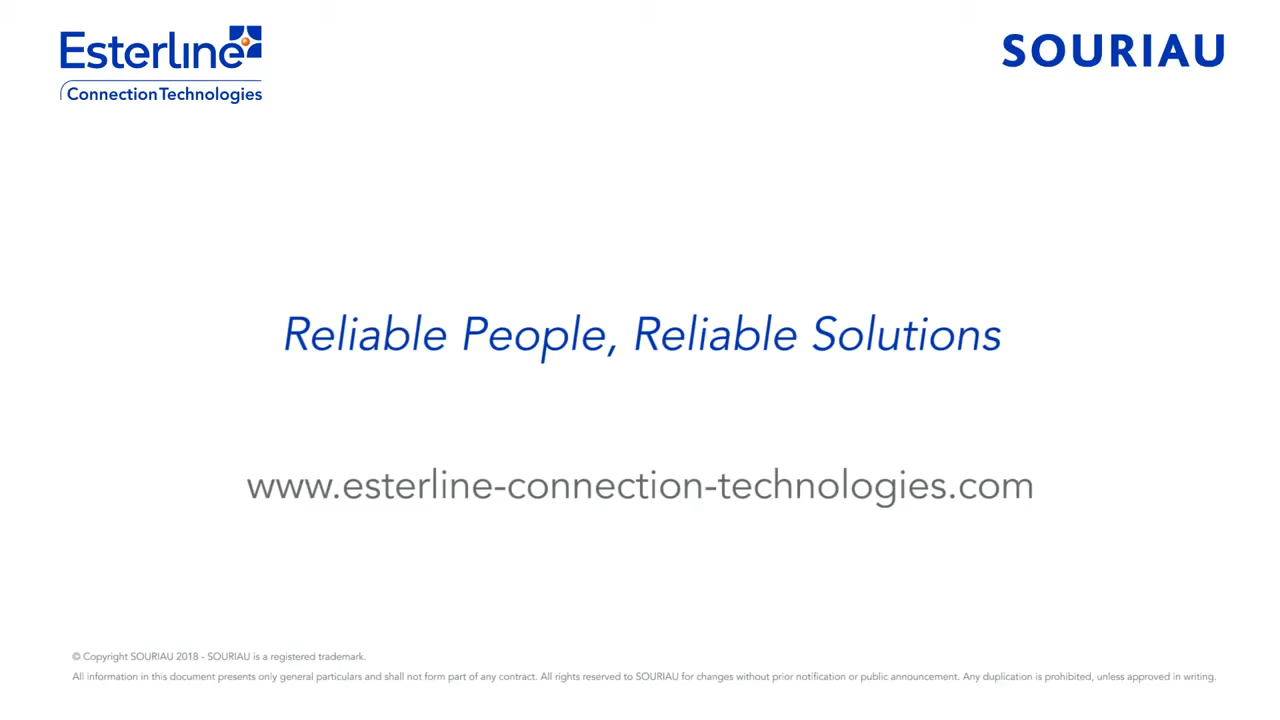 Esterline
Connection Technologies
SOURIAU
Reliable People, Reliable Solutions
www.esterline-connection-technologies.com
© Copyright SOURIAU 2018 - SOURIAU is a registered trademark.
All information in this document presents only general particulars and shall not form part of any contract. All rights reserved to SOURIAU for changes without prior notification or public announcement. Any duplication is prohibited, unless approved in writing.